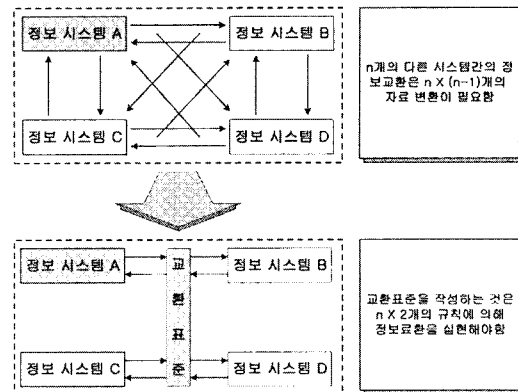 정보 시스템 A
정보 시스템 B
정보 시스템 C
정보 시스템 D
n개의 다른 시스템간의 정
보교환은 n X (n-1)개의
자료 변환이 필요함
정보 시스템 A
정보 시스템 B
교
환
표
준
정보 시스템 C
정보 시스템 D
교환표준을 작성하는 것은
n X 2개의 규칙에 의해
정보료환을 실현해야함